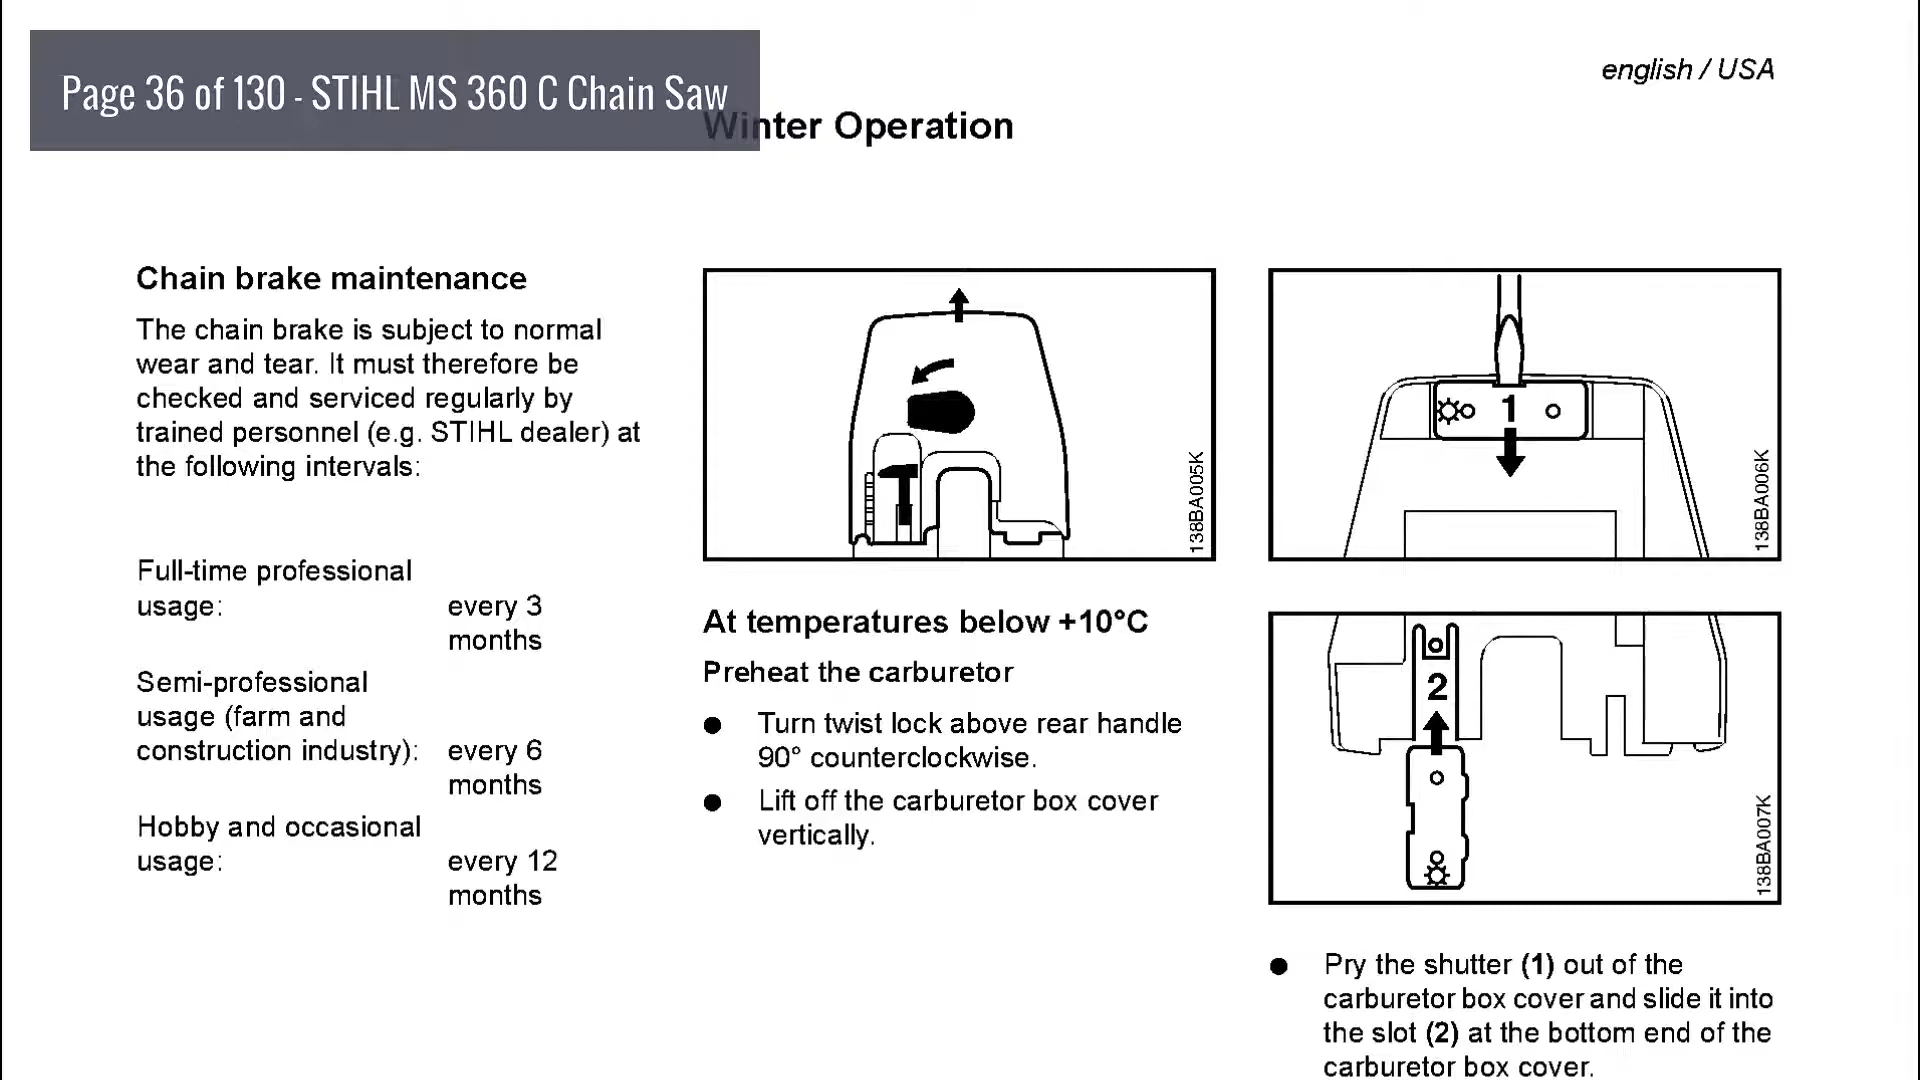 Page 36 of 130 - STIHL MS 360 C Chain Saw
english / USA
Winter Operation
Chain brake maintenance
The chain brake is subject to normal
wear and tear. It must therefore be
checked and serviced regularly by
trained personnel (e.g. STIHL dealer) at
the following intervals:
Full-time professional
usage: every 3
months
Semi-professional
usage (farm and
construction industry): every 6
months
Hobby and occasional
usage: every 12
months
138BA005K
At temperatures below +10°C
Preheat the carburetor
● Turn twist lock above rear handle
90° counterclockwise.
● Lift off the carburetor box cover
vertically.
1
138BA006K
2
138BA007K
● Pry the shutter (1) out of the
carburetor box cover and slide it into
the slot (2) at the bottom end of the
carburetor box cover.